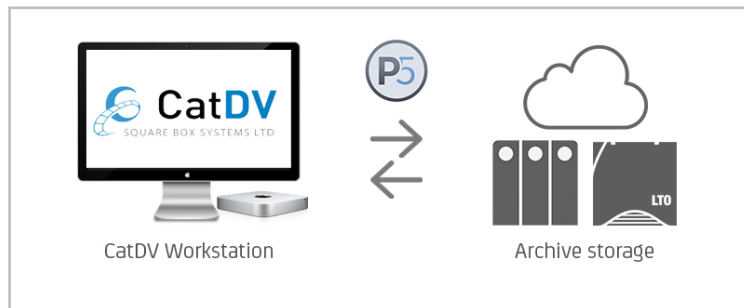 CatDV
SQUARE BOX SYSTEMS LTD
P5
LTO
CatDV Workstation
Archive storage